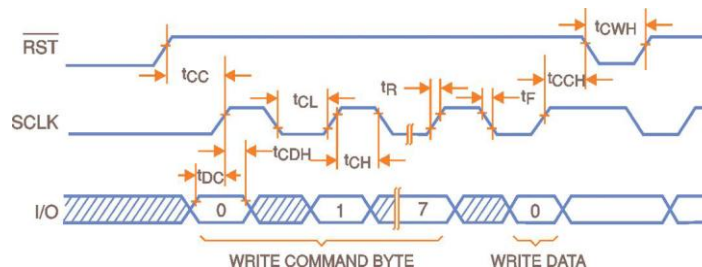 RST
tCWH
tCC
tR
tCCH
tCL
tF
SCLK
tCDH
tCH
tDC
I/O
0
1
7
0
WRITE COMMAND BYTE
WRITE DATA